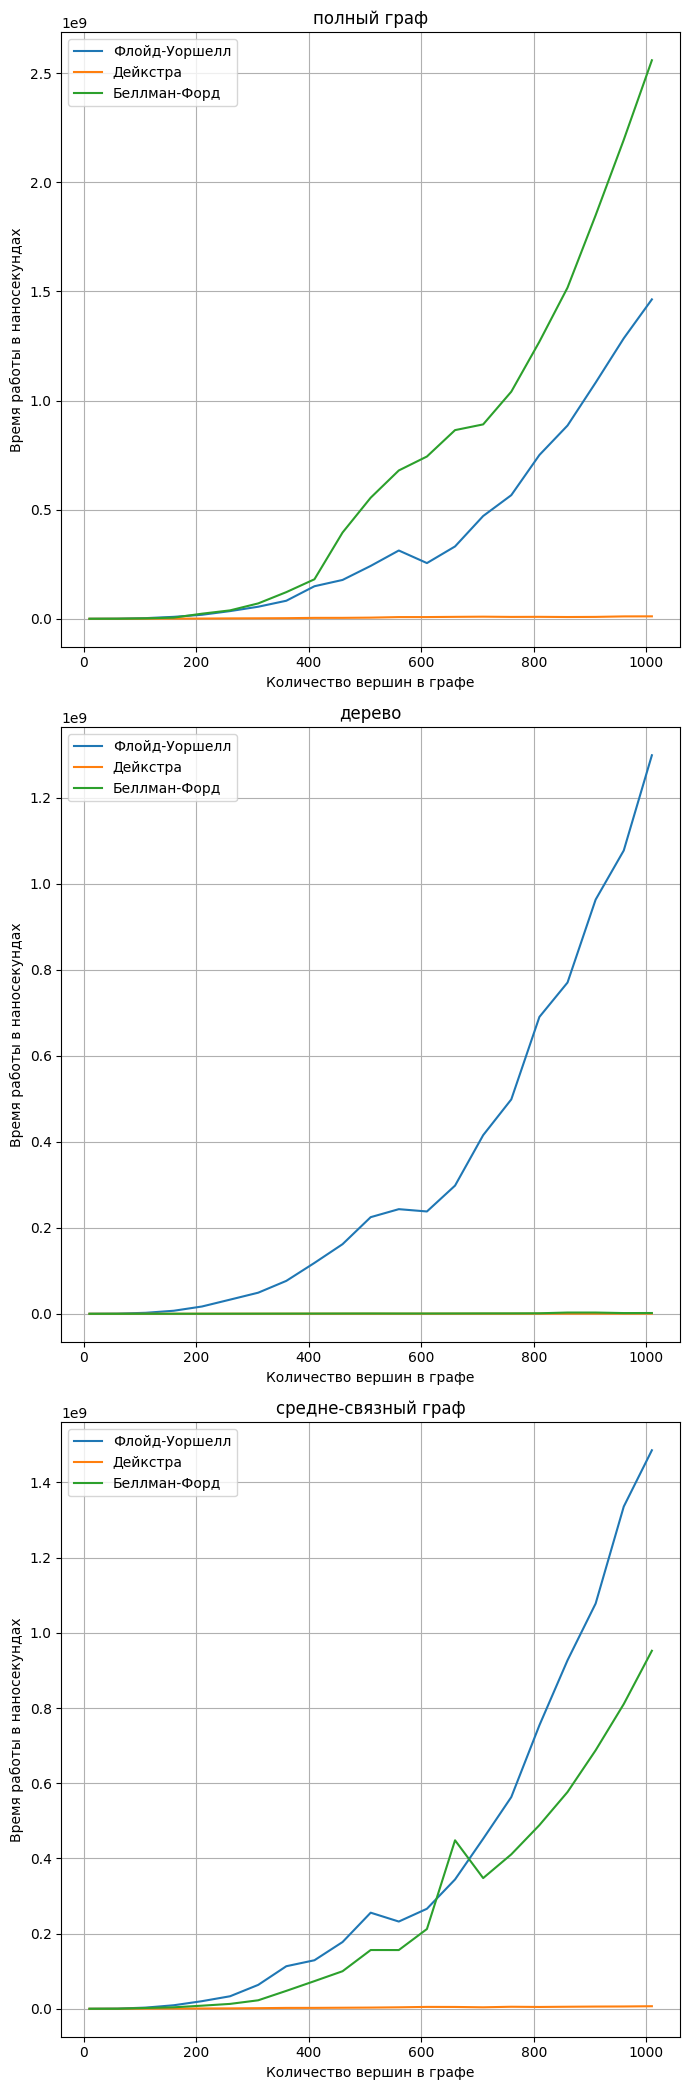 полный граф
1e9
Флойд-Уоршелл
Дейкстра
Беллман-Форд
2.5
2.0
1.5
1.0
0.5
0.0
Время работы в наносекундах
0 200 400 600 800 1000
Количество вершин в графе
дерево
1e9
Флойд-Уоршелл
Дейкстра
Беллман-Форд
1.2
1.0
0.8
0.6
0.4
0.2
0.0
Время работы в наносекундах
0 200 400 600 800 1000
Количество вершин в графе
средне-связный граф
1e9
Флойд-Уоршелл
Дейкстра
Беллман-Форд
1.4
1.2
1.0
0.8
0.6
0.4
0.2
0.0
Время работы в наносекундах
0 200 400 600 800 1000
Количество вершин в графе